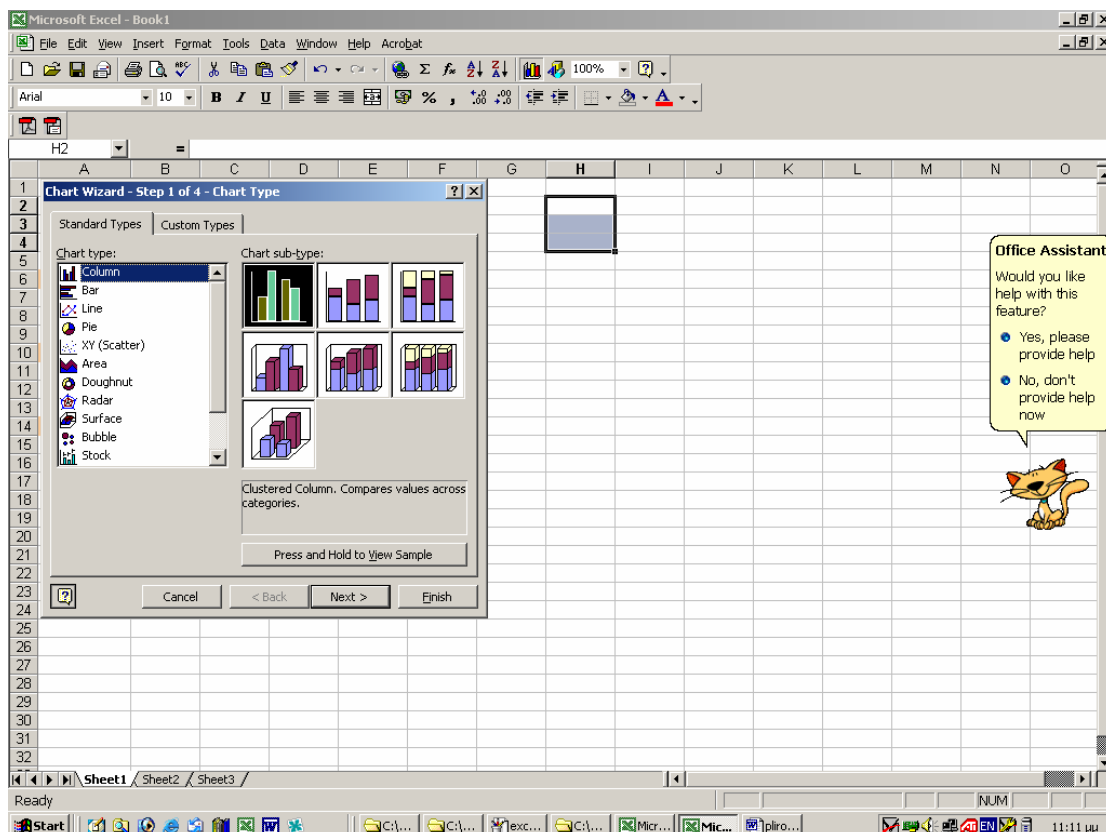 Microsoft Excel - Book1
File Edit View Insert Format Tools Data Window Help Acrobat
100%
Arial 10 B I U % ,
H2 =
A B C D E F G H I J K L M N O
1
2
3
4
5
6
7
8
9
10
11
12
13
14
15
16
17
18
19
20
21
22
23
24
25
26
27
28
29
30
31
32
Chart Wizard - Step 1 of 4 - Chart Type
Standard Types Custom Types
Chart type:
Column
Bar
Line
Pie
XY (Scatter)
Area
Doughnut
Radar
Surface
Bubble
Stock
Chart sub-type:
Clustered Column. Compares values across
categories.
Press and Hold to View Sample
Cancel < Back Next > Finish
Office Assistant
Would you like
help with this
feature?
Yes, please
provide help
No, don't
provide help
now
Sheet1 Sheet2 Sheet3
Ready NUM
Start C:\... C:\... exc... C:\... Micr... Mic... pliro... EN 11:11 μμ